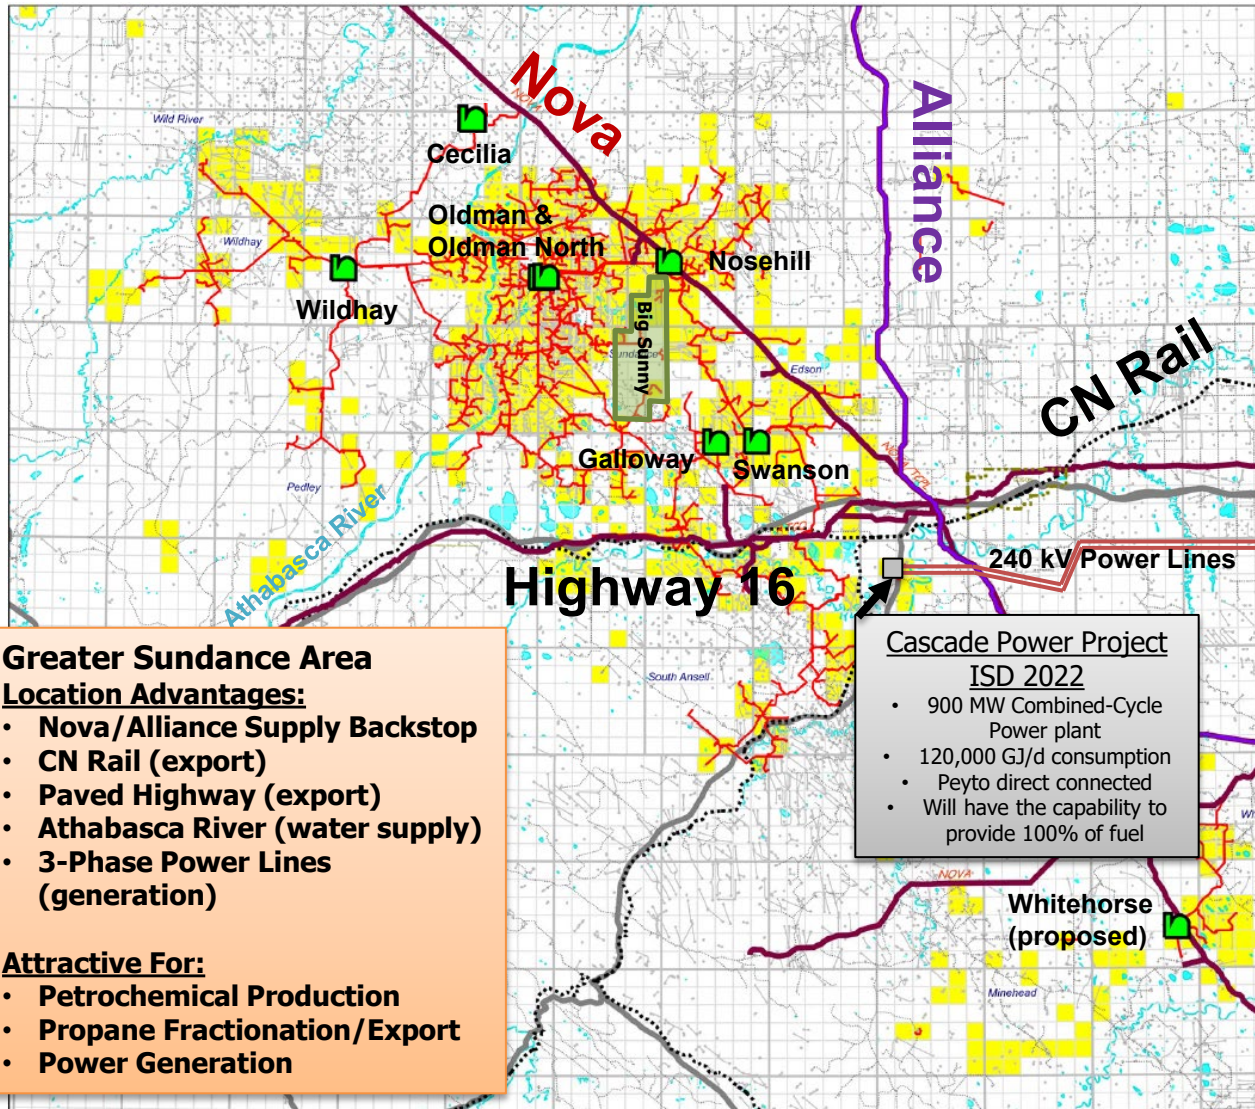 Nova
NOVA
Alliance
Wild River
Cecilia
Oldman &
Oldman North
Wildhay
Nosehill
Wildhay
Big Sunny
Sundance
Edson
CN Rail
Galloway
Swanson
Pedley
Athabasca River
Highway 16
240 kV Power Lines
South Ansell
Greater Sundance Area
Location Advantages:
• Nova/Alliance Supply Backstop
• CN Rail (export)
• Paved Highway (export)
• Athabasca River (water supply)
• 3-Phase Power Lines
(generation)
Attractive For:
• Petrochemical Production
• Propane Fractionation/Export
• Power Generation
Cascade Power Project
ISD 2022
• 900 MW Combined-Cycle
Power plant
• 120,000 GJ/d consumption
• Peyto direct connected
• Will have the capability to
provide 100% of fuel
NOVA
Whitehorse
(proposed)
Minehead